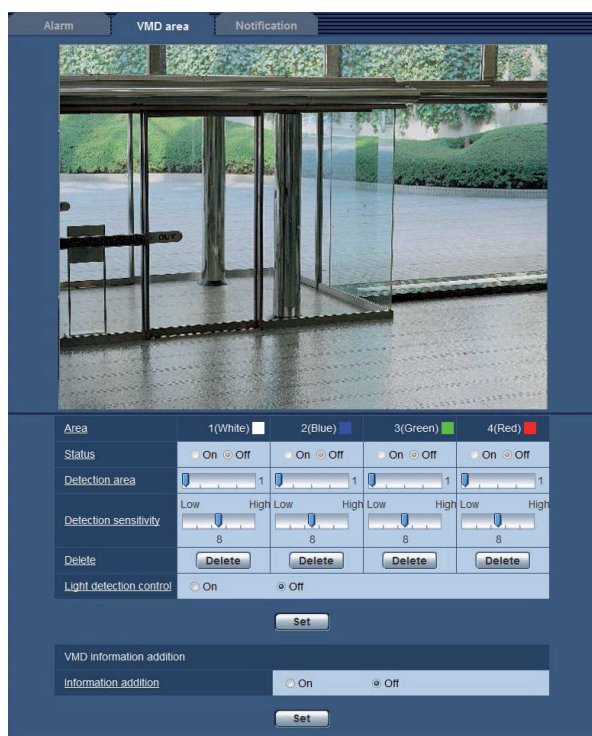 Alarm VMD area Notification
OUT
Area 1(White) 2(Blue) 3(Green) 4(Red)
Status On Off On Off On Off On Off
Detection area 1 1 1 1
Low High Low High Low High Low High
Detection sensitivity
8 8 8 8
Delete Delete Delete Delete Delete
Light detection control On Off
Set
VMD information addition
Information addition On Off
Set